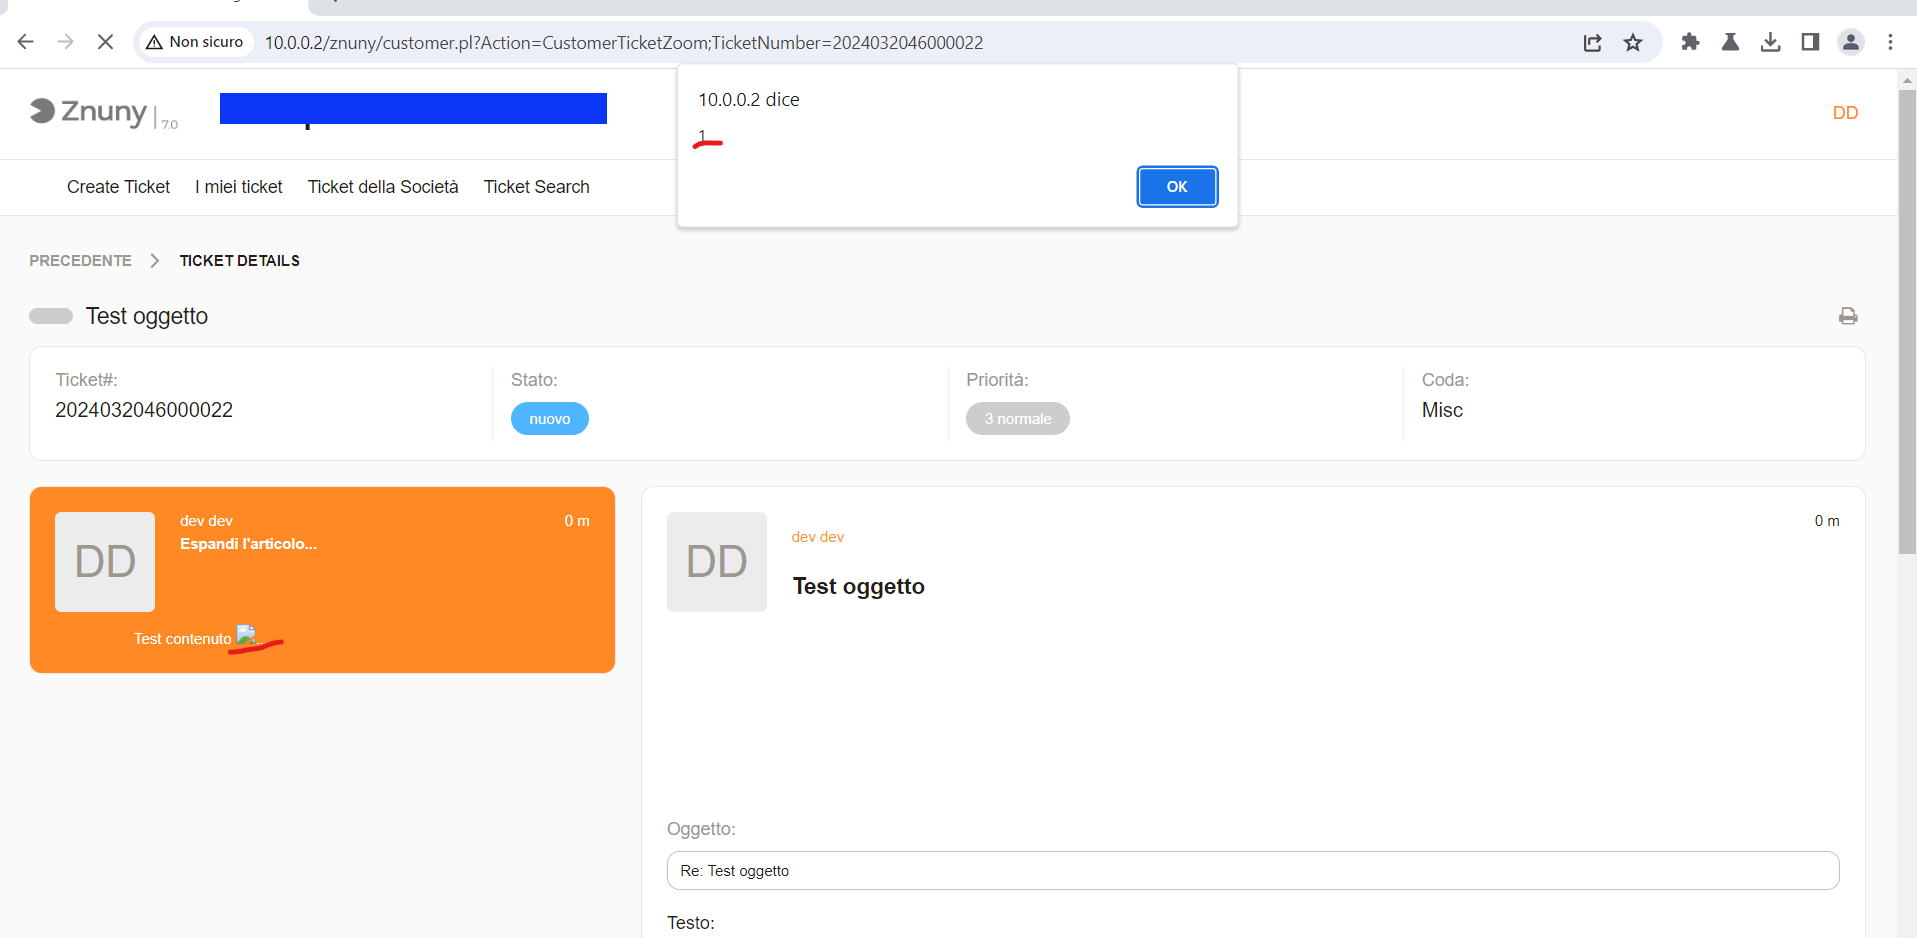 Non sicuro
10.0.0.2/znuny/customer.pl?Action=CustomerTicketZoom;TicketNumber=2024032046000022
10.0.0.2 dice
1
OK
Znuny | 7.0
DD
Create Ticket
I miei ticket
Ticket della Società
Ticket Search
PRECEDENTE
TICKET DETAILS
Test oggetto
Ticket#:
2024032046000022
Stato:
nuovo
Priorità:
3 normale
Coda:
Misc
DD
dev dev
0 m
Espandi l'articolo...
Test contenuto
DD
dev dev
0 m
Test oggetto
Oggetto:
Re: Test oggetto
Testo: